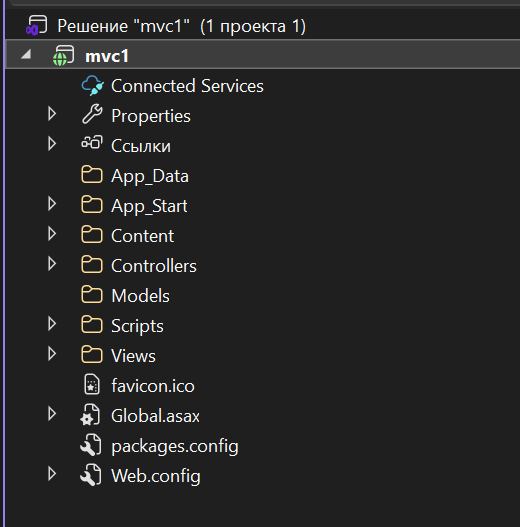 Решение "mvc1" (1 проекта 1)
mvc1
Connected Services
Properties
Ссылки
App_Data
App_Start
Content
Controllers
Models
Scripts
Views
favicon.ico
Global.asax
packages.config
Web.config